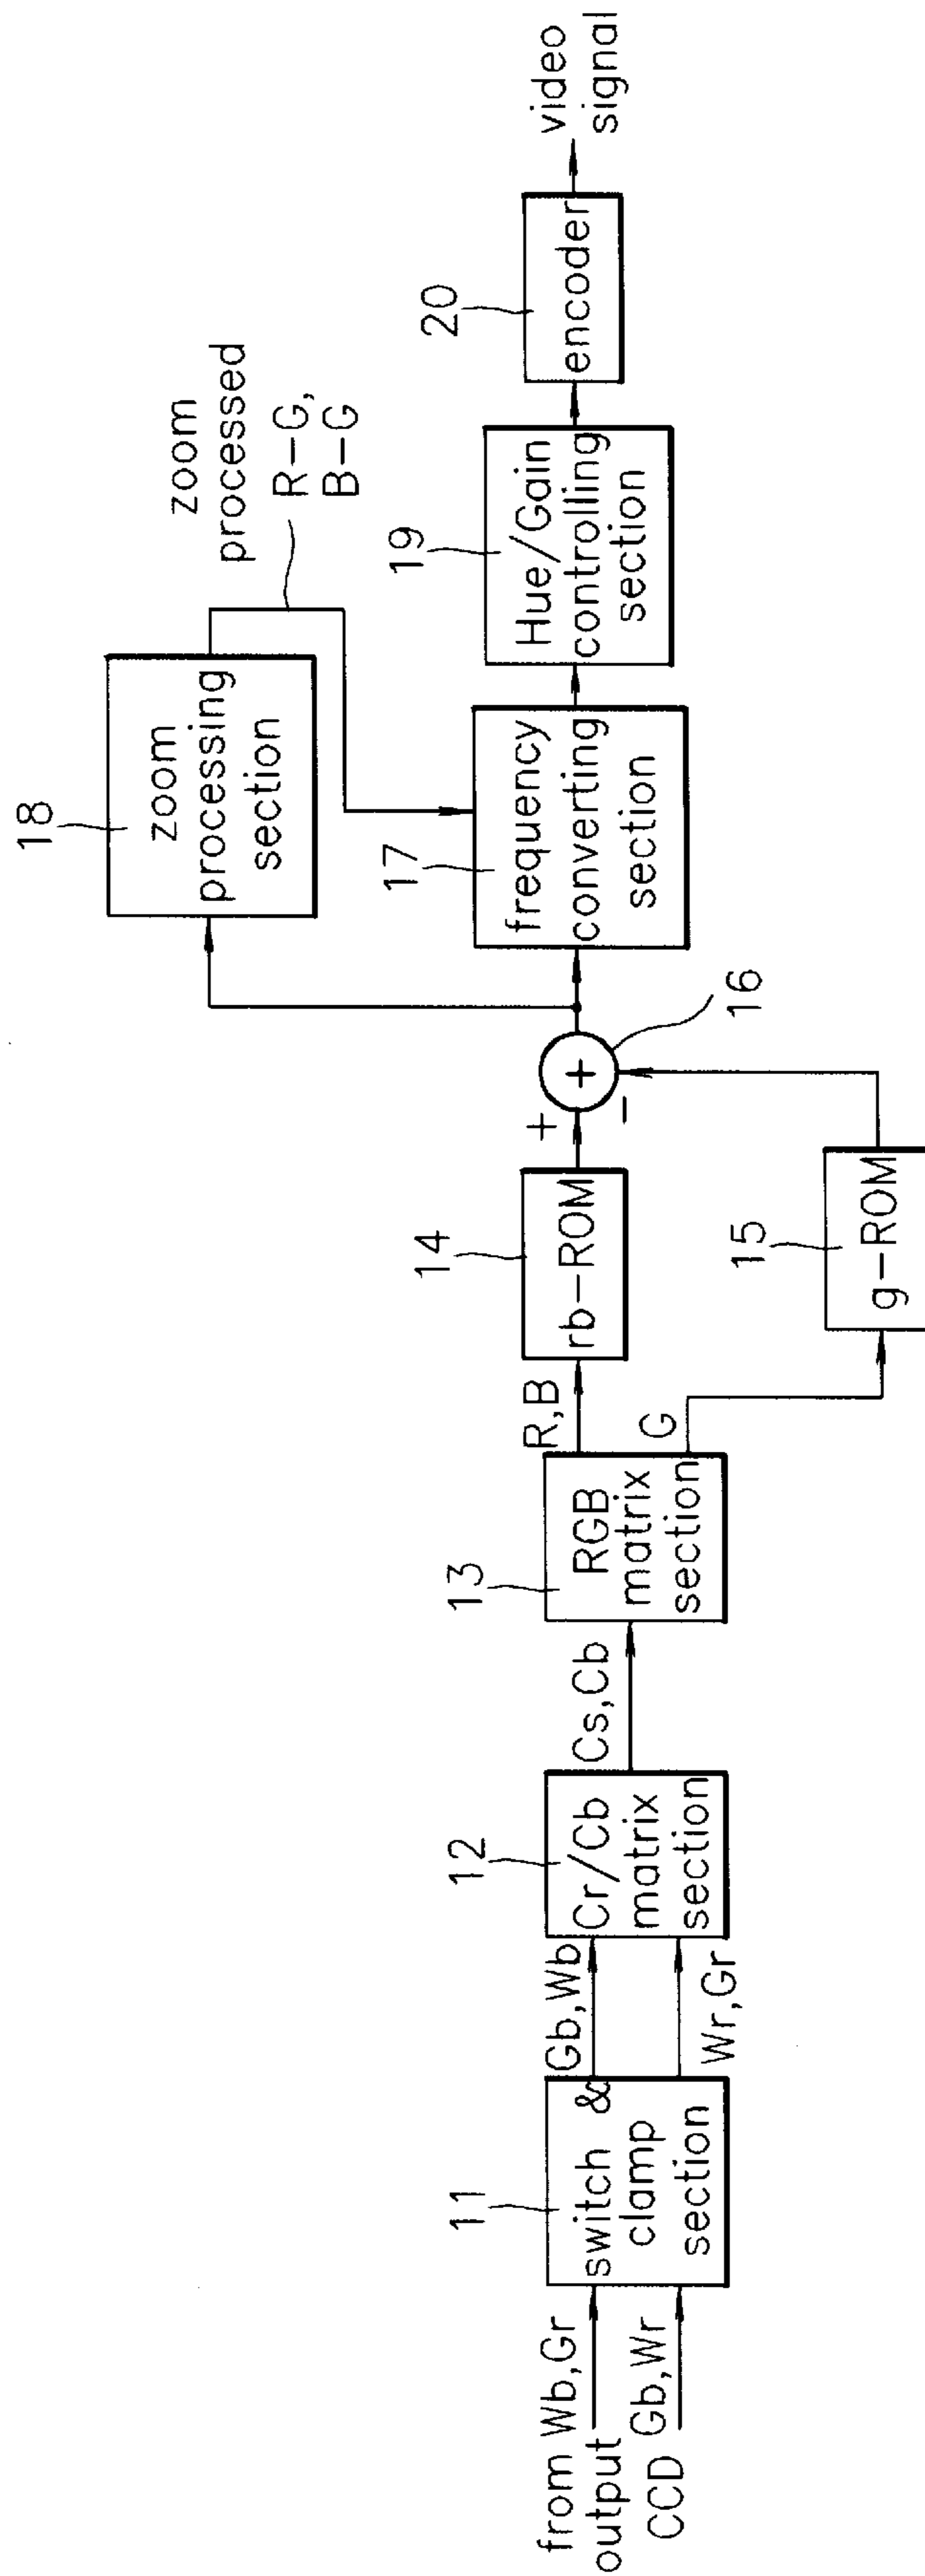 from Wb,Gr
output
CCD Gb,Wr
11
switch &
clamp
section
Gb,Wb
Wr,Gr
12
Cr/Cb
matrix
section
Cs,Cb
13
RGB
matrix
section
R,B
G
14
rb-ROM
15
g-ROM
+
-
+
16
17
frequency
converting
section
18
zoom
processing
section
zoom
processed
R-G,
B-G
19
Hue/Gain
controlling
section
20
encoder
video
signal